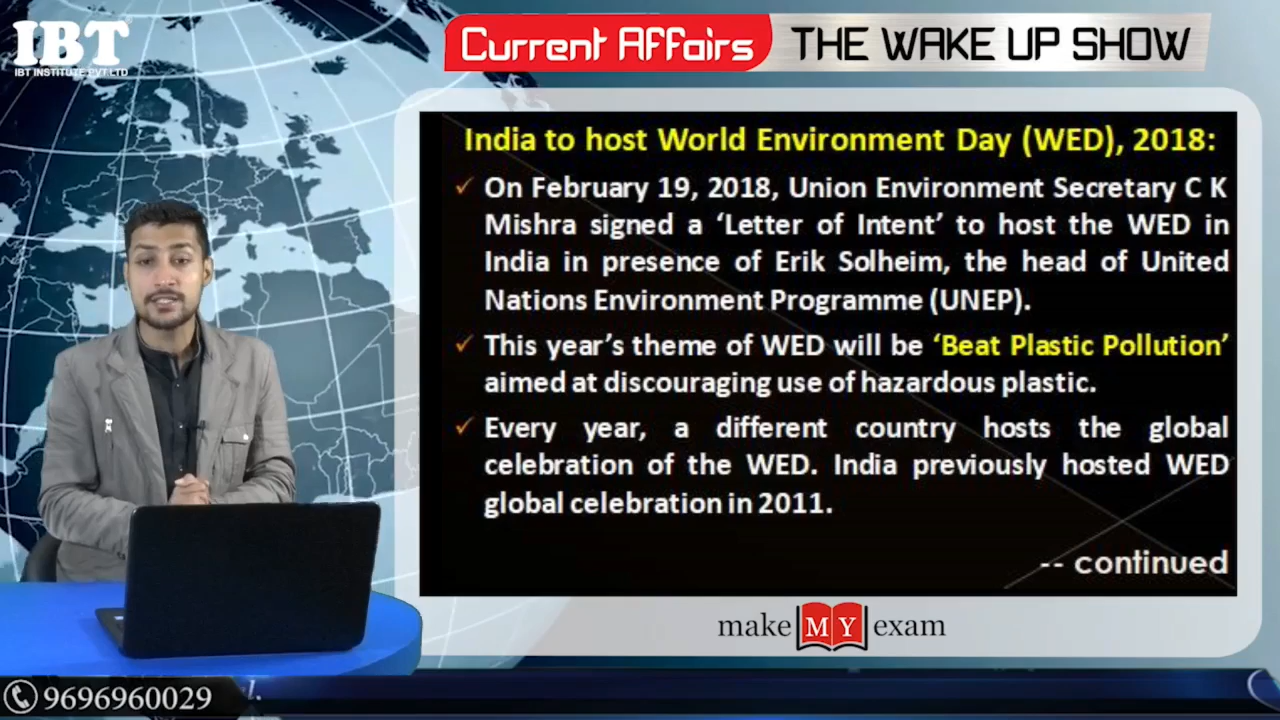 IBT®
IBT INSTITUTE PVT.LTD
Current Affairs THE WAKE UP SHOW
India to host World Environment Day (WED), 2018:
✓ On February 19, 2018, Union Environment Secretary C K
Mishra signed a ‘Letter of Intent’ to host the WED in
India in presence of Erik Solheim, the head of United
Nations Environment Programme (UNEP).
✓ This year’s theme of WED will be ‘Beat Plastic Pollution’
aimed at discouraging use of hazardous plastic.
✓ Every year, a different country hosts the global
celebration of the WED. India previously hosted WED
global celebration in 2011.
-- continued
make MY exam
9696960029